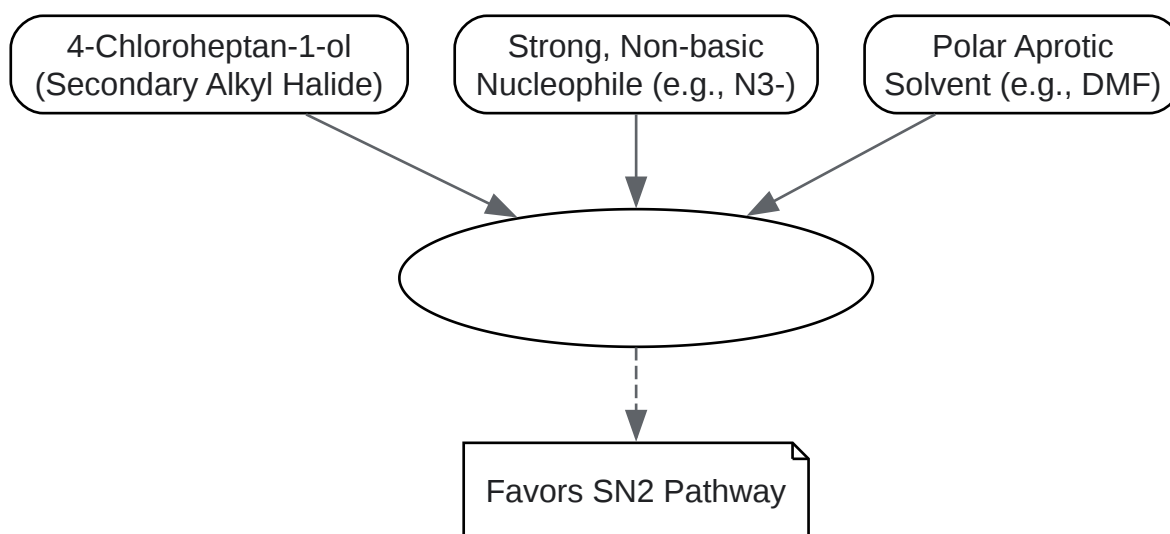 4-Chloroheptan-1-ol
(Secondary Alkyl Halide)
Strong, Non-basic
Nucleophile (e.g., N3-)
Polar Aprotic
Solvent (e.g., DMF)
Favors SN2 Pathway